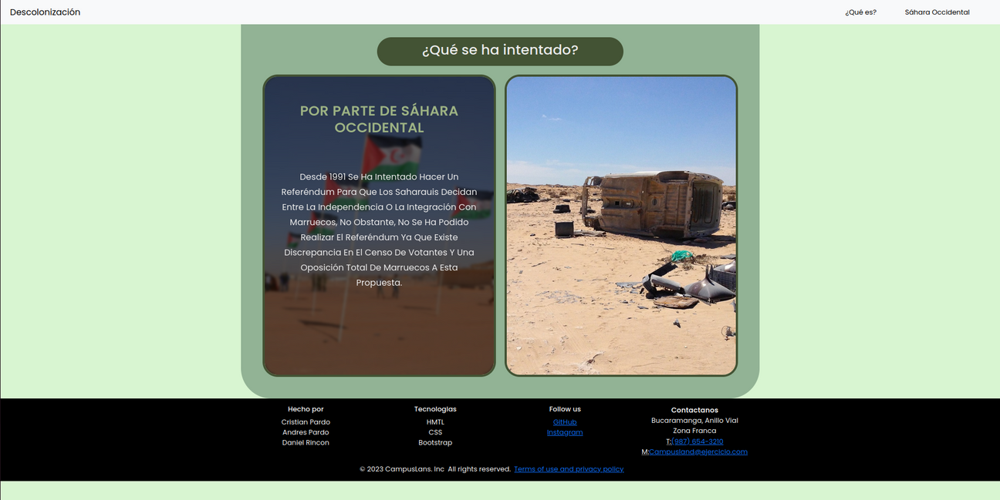 Descolonización
¿Qué es?
Sáhara Occidental
¿Qué se ha intentado?
POR PARTE DE SÁHARA
OCCIDENTAL
Desde 1991 Se Ha Intentado Hacer Un
Referéndum Para Que Los Saharauis Decidan
Entre La Independencia O La Integración Con
Marruecos, No Obstante, No Se Ha Podido
Realizar El Referéndum Ya Que Existe
Discrepancia En El Censo De Votantes Y Una
Oposición Total De Marruecos A Esta
Propuesta.
Hecho por
Cristian Pardo
Andres Pardo
Daniel Rincon
Tecnologias
HMTL
CSS
Bootstrap
Follow us
GitHub
Instagram
Contactanos
Bucaramanga, Anillo Vial
Zona Franca
T:(987) 654-3210
M:Campusland@ejercicio.com
© 2023 CampusLans. Inc All rights reserved. Terms of use and privacy policy